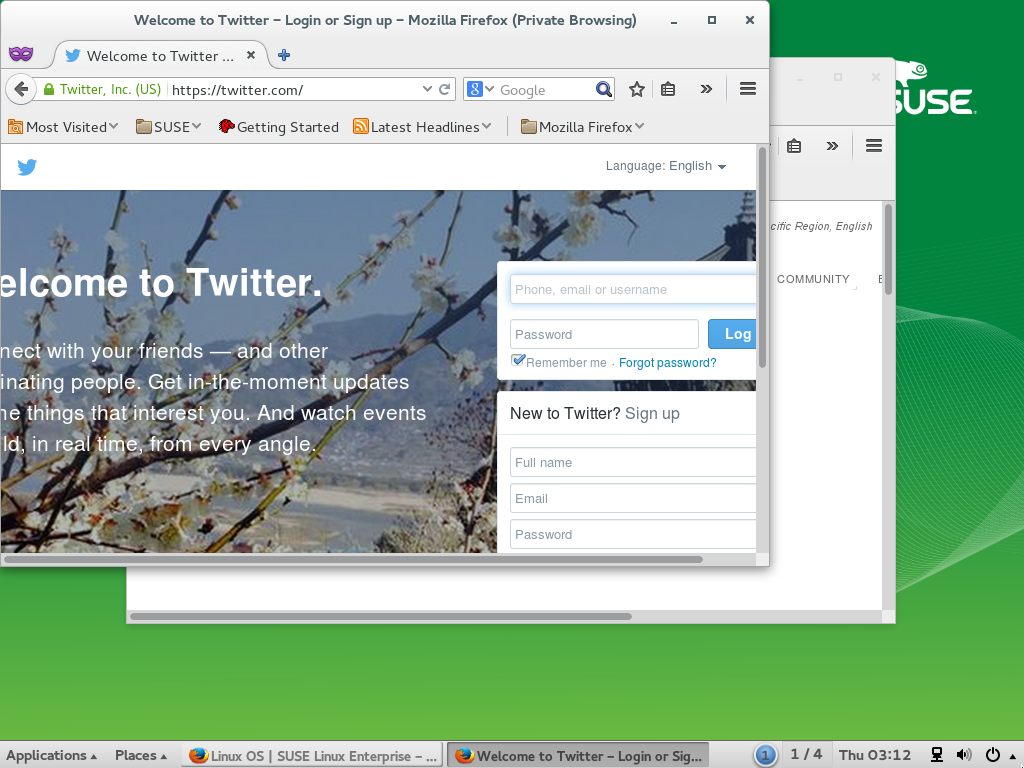 Welcome to Twitter – Login or Sign up – Mozilla Firefox (Private Browsing)
Welcome to Twitter ...
Twitter, Inc. (US) https://twitter.com/
Google
Most Visited SUSE Getting Started Latest Headlines Mozilla Firefox
SUSE
Language: English
cific Region, English
COMMUNITY
elcome to Twitter.
nect with your friends — and other
inating people. Get in-the-moment updates
he things that interest you. And watch events
ld, in real time, from every angle.
Phone, email or username
Password
Log
Remember me · Forgot password?
New to Twitter? Sign up
Full name
Email
Password
Applications Places Linux OS | SUSE Linux Enterprise – ... Welcome to Twitter – Login or Sig... 1 1 / 4 Thu 03:12